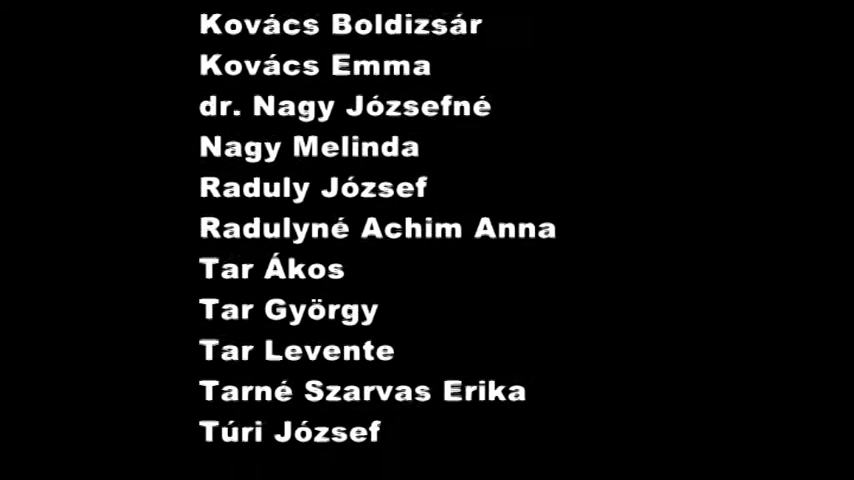 Kovács Boldizsár
Kovács Emma
dr. Nagy Józsefné
Nagy Melinda
Raduly József
Radulyné Achim Anna
Tar Ákos
Tar György
Tar Levente
Tarné Szarvas Erika
Túri József